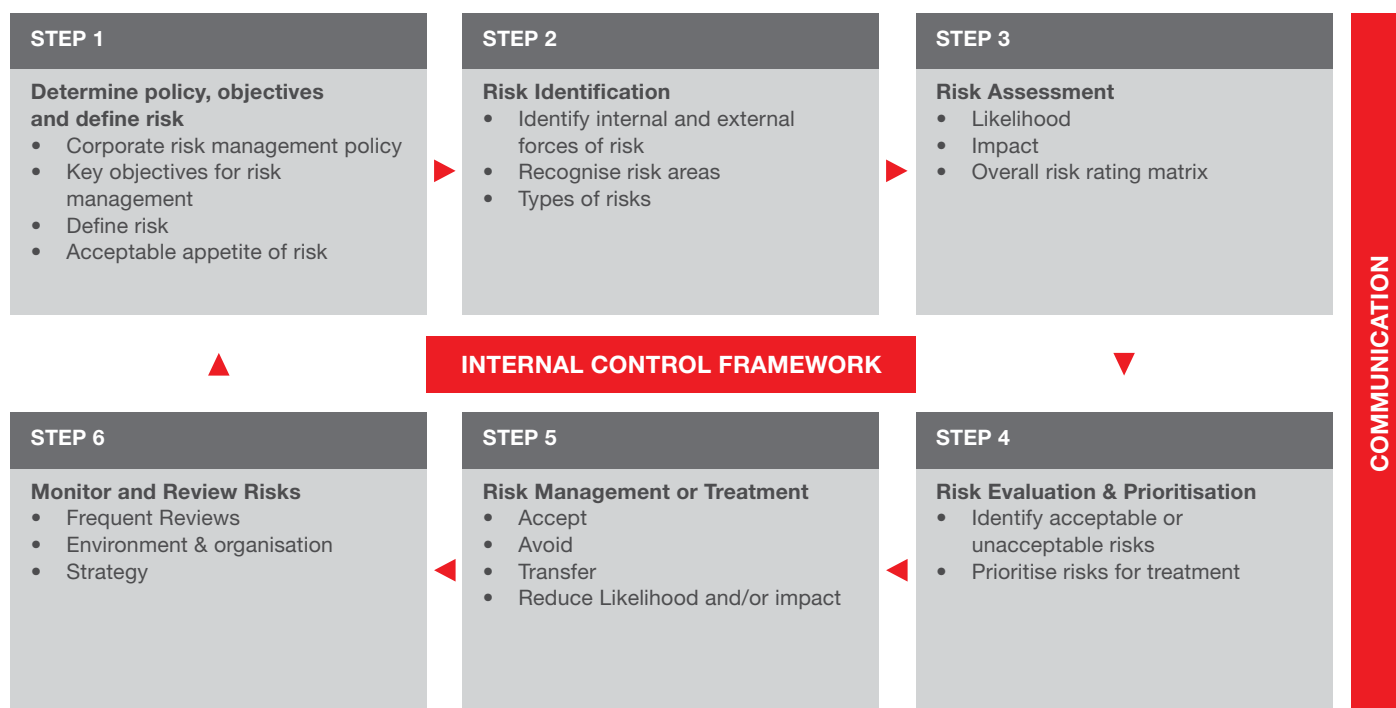 STEP 1
Determine policy, objectives
and define risk
• Corporate risk management policy
• Key objectives for risk
management
• Define risk
• Acceptable appetite of risk
STEP 2
Risk Identification
• Identify internal and external
forces of risk
• Recognise risk areas
• Types of risks
STEP 3
Risk Assessment
• Likelihood
• Impact
• Overall risk rating matrix
INTERNAL CONTROL FRAMEWORK
STEP 6
Monitor and Review Risks
• Frequent Reviews
• Environment & organisation
• Strategy
STEP 5
Risk Management or Treatment
• Accept
• Avoid
• Transfer
• Reduce Likelihood and/or impact
STEP 4
Risk Evaluation & Prioritisation
• Identify acceptable or
unacceptable risks
• Prioritise risks for treatment
COMMUNICATION